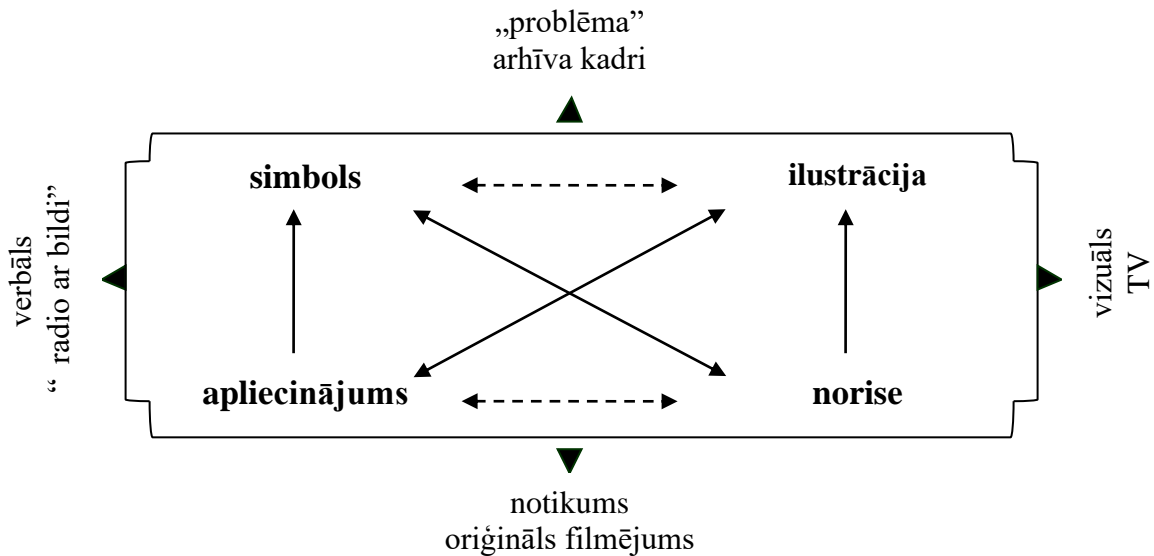 „problēma”
arhīva kadri
simbols
ilustrācija
verbāls
“ radio ar bildi”
vizuāls
TV
apliecinājums
norise
notikums
oriģināls filmējums